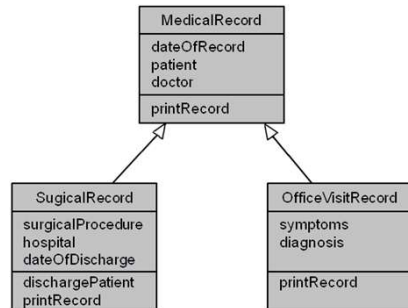 MedicalRecord
dateOfRecord
patient
doctor
printRecord
SugicalRecord
surgicalProcedure
hospital
dateOfDischarge
dischargePatient
printRecord
OfficeVisitRecord
symptoms
diagnosis
printRecord